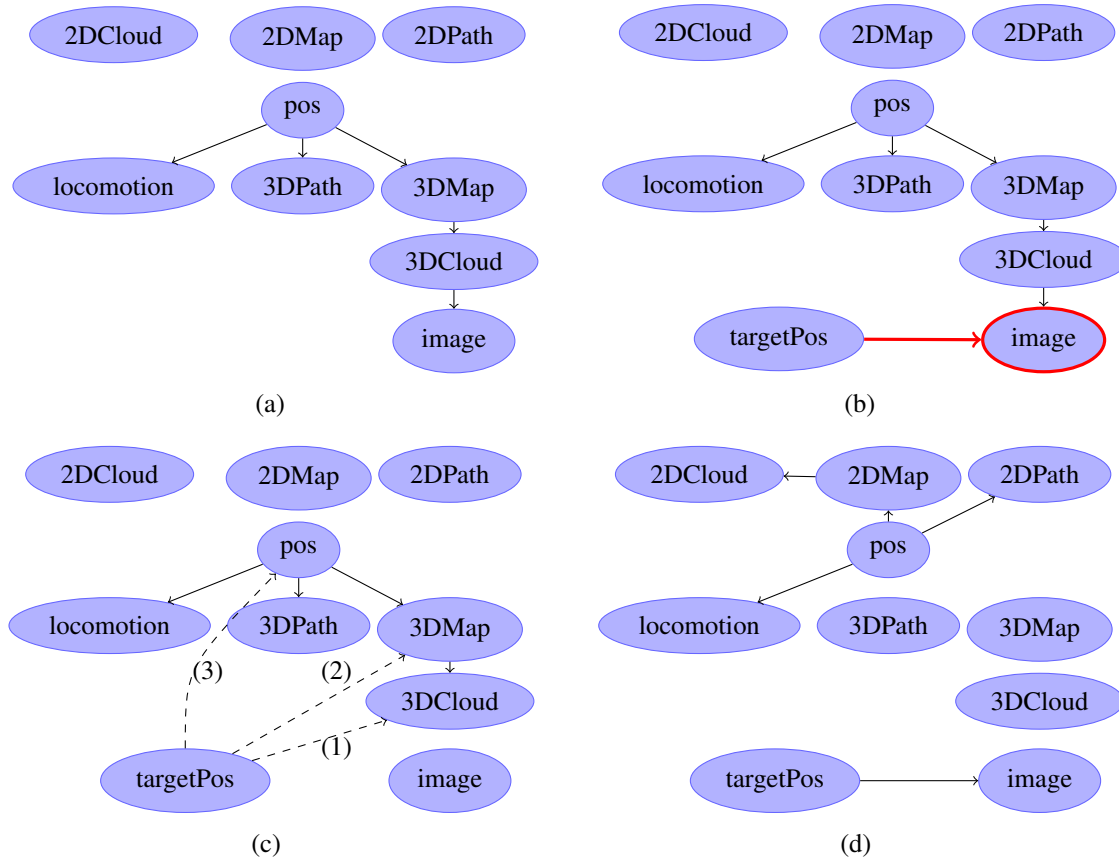 2DCloud 2DMap 2DPath
pos
locomotion 3DPath 3DMap
3DCloud
image
(a)
2DCloud 2DMap 2DPath
pos
locomotion 3DPath 3DMap
3DCloud
targetPos image
(b)
2DCloud 2DMap 2DPath
pos
locomotion 3DPath 3DMap
(3) (2)
3DCloud
(1)
targetPos image
(c)
2DCloud 2DMap 2DPath
pos
locomotion 3DPath 3DMap
3DCloud
targetPos image
(d)